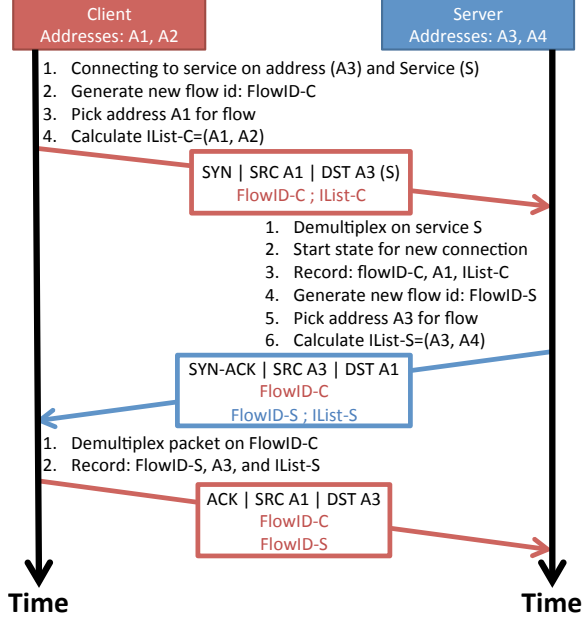 Client
Addresses: A1, A2
Server
Addresses: A3, A4
1. Connecting to service on address (A3) and Service (S)
2. Generate new flow id: FlowID-C
3. Pick address A1 for flow
4. Calculate IList-C=(A1, A2)
SYN | SRC A1 | DST A3 (S)
FlowID-C ; IList-C
1. Demultiplex on service S
2. Start state for new connection
3. Record: flowID-C, A1, IList-C
4. Generate new flow id: FlowID-S
5. Pick address A3 for flow
6. Calculate IList-S=(A3, A4)
SYN-ACK | SRC A3 | DST A1
FlowID-C
FlowID-S ; IList-S
1. Demultiplex packet on FlowID-C
2. Record: FlowID-S, A3, and IList-S
ACK | SRC A1 | DST A3
FlowID-C
FlowID-S
Time
Time